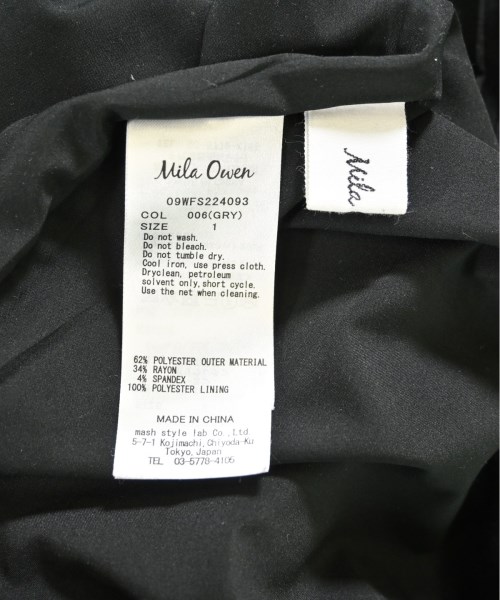 Mila Owen
09WFS224093
COL 006(GRY)
SIZE 1
Do not wash.
Do not bleach.
Do not tumble dry.
Cool iron, use press cloth.
Dryclean, petroleum
solvent only, short cycle.
Use the net when cleaning.
62% POLYESTER OUTER MATERIAL
34% RAYON
4% SPANDEX
100% POLYESTER LINING
MADE IN CHINA
mash style lab Co., Ltd.
5-7-1 Kojimachi, Chiyoda-Ku
Tokyo, Japan
TEL 03-5778-4106
Mila